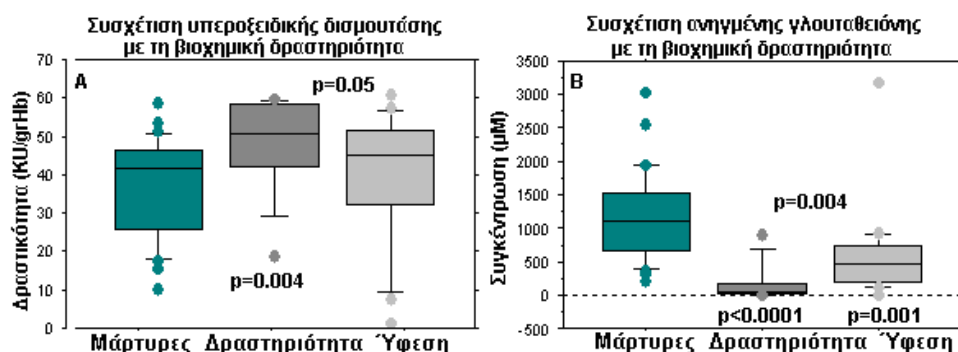 Συσχέτιση υπεροξειδικής δισμουτάσης
με τη βιοχημική δραστηριότητα
A
p=0.05
p=0.004
Δραστικότητα (KU/grHb)
70
60
50
40
30
20
10
0
Μάρτυρες Δραστηριότητα Ύφεση
Συσχέτιση ανηγμένης γλουταθειόνης
με τη βιοχημική δραστηριότητα
B
p=0.004
p<0.0001 p=0.001
Συγκέντρωση (μM)
3500
3000
2500
2000
1500
1000
500
0
-500
Μάρτυρες Δραστηριότητα Ύφεση